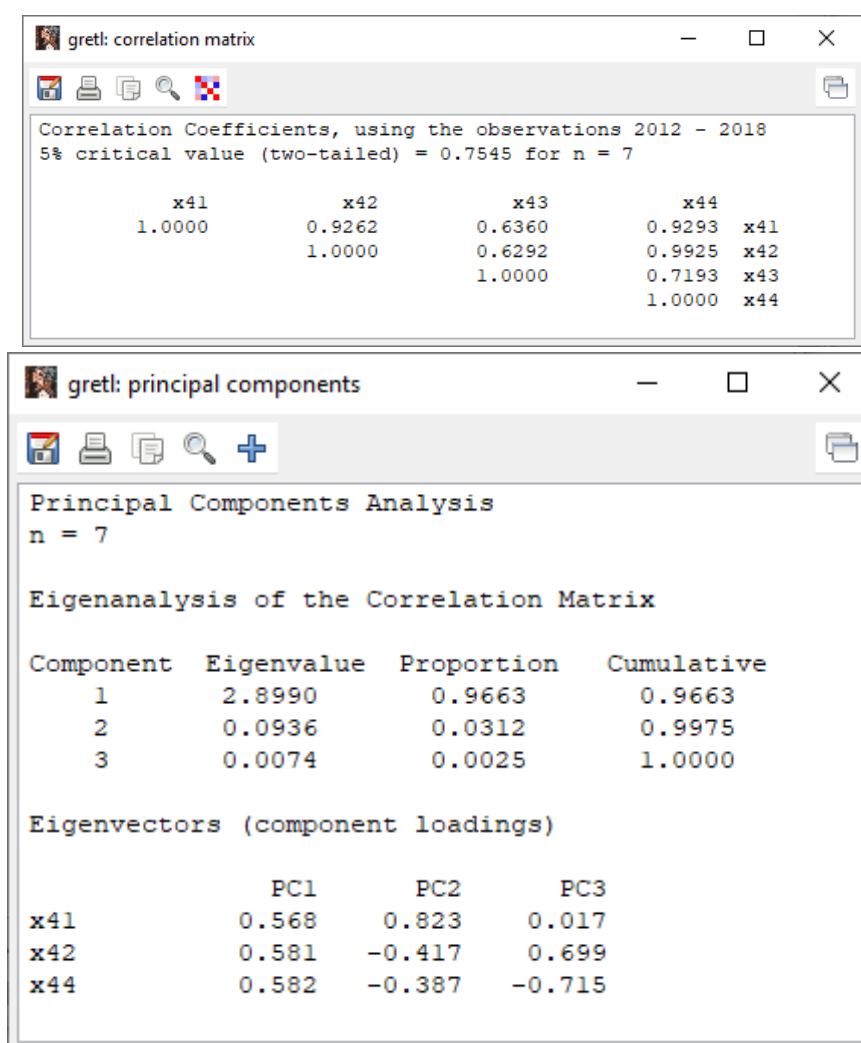 gretl: correlation matrix
Correlation Coefficients, using the observations 2012 - 2018
5% critical value (two-tailed) = 0.7545 for n = 7
x41 x42 x43 x44
1.0000 0.9262 0.6360 0.9293 x41
1.0000 0.6292 0.9925 x42
1.0000 0.7193 x43
1.0000 x44
gretl: principal components
Principal Components Analysis
n = 7
Eigenanalysis of the Correlation Matrix
Component Eigenvalue Proportion Cumulative
1 2.8990 0.9663 0.9663
2 0.0936 0.0312 0.9975
3 0.0074 0.0025 1.0000
Eigenvectors (component loadings)
PC1 PC2 PC3
x41 0.568 0.823 0.017
x42 0.581 -0.417 0.699
x44 0.582 -0.387 -0.715